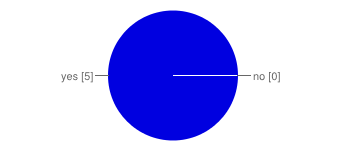 yes [5]
no [0]